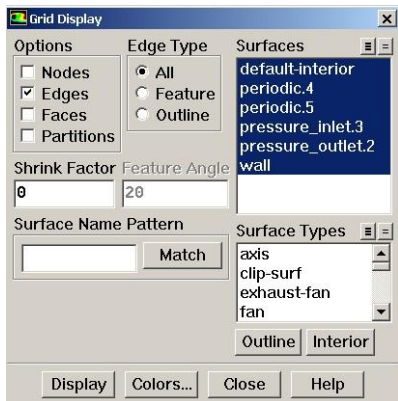 Grid Display
Options
Nodes
Edges
Faces
Partitions
Edge Type
All
Feature
Outline
Surfaces
default-interior
periodic.4
periodic.5
pressure_inlet.3
pressure_outlet.2
wall
Shrink Factor
0
Feature Angle
20
Surface Name Pattern
Match
Surface Types
axis
clip-surf
exhaust-fan
fan
Outline
Interior
Display
Colors...
Close
Help